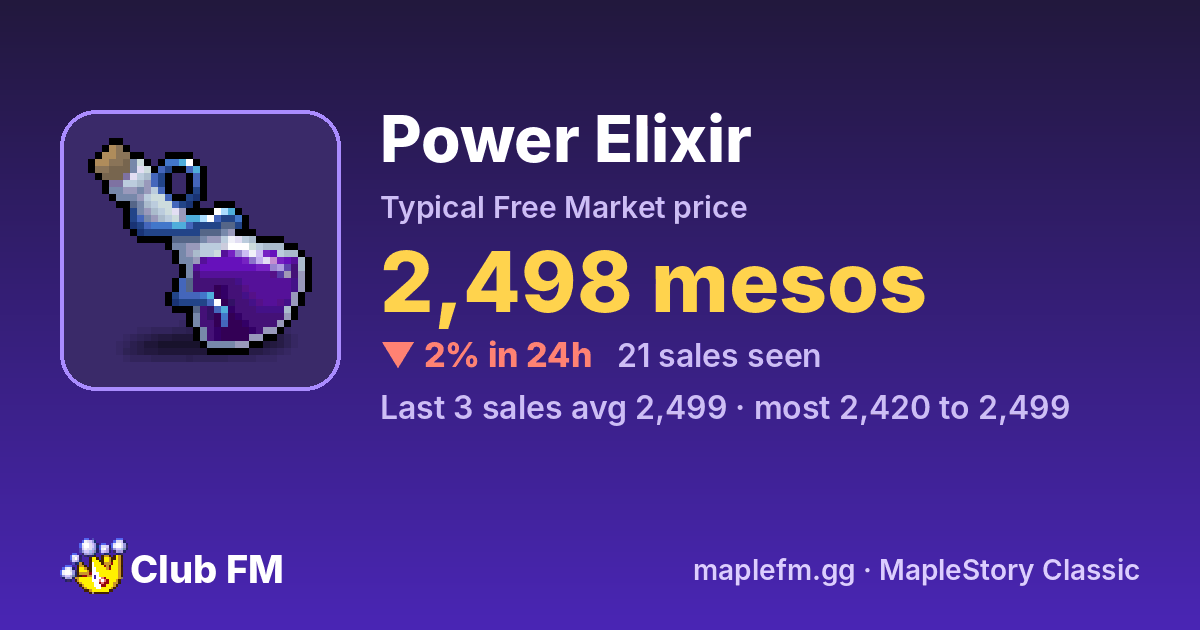 Power Elixir
Typical Free Market price
2,498 mesos
▼ 2% in 24h 21 sales seen
Last 3 sales avg 2,499 · most 2,420 to 2,499
Club FM
maplefm.gg · MapleStory Classic